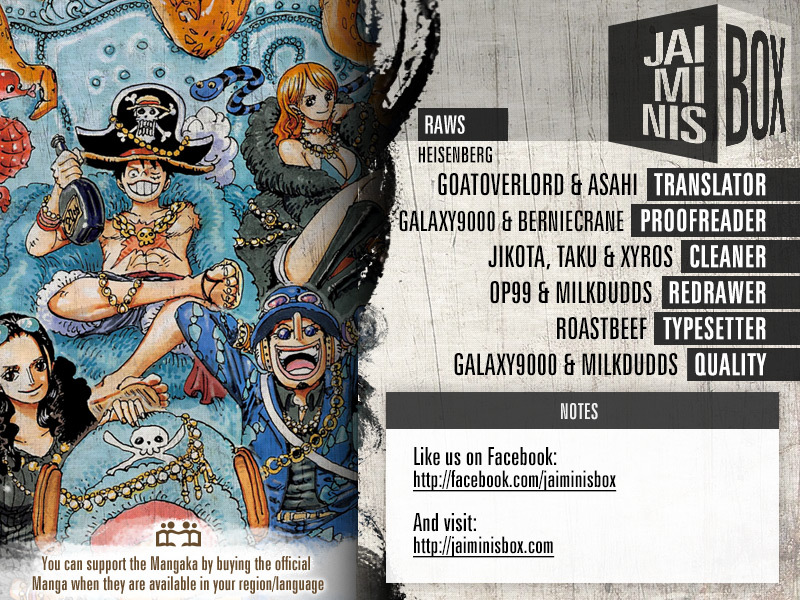 JAI
MI
NIS
BOX
RAWS
HEISENBERG
GOATOVERLORD & ASAHI TRANSLATOR
GALAXY9000 & BERNIECRANE PROOFREADER
JIKOTA, TAKU & XYROS CLEANER
OP99 & MILKDUDDS REDRAWER
ROASTBEEF TYPESETTER
GALAXY9000 & MILKDUDDS QUALITY
NOTES
Like us on Facebook:
http://facebook.com/jaiminisbox
And visit:
http://jaiminisbox.com
You can support the Mangaka by buying the official
Manga when they are available in your region/language